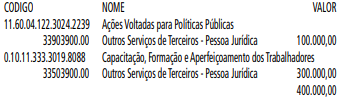 CODIGO NOME VALOR
11.60.04.122.3024.2239 Ações Voltadas para Políticas Públicas
33903900.00 Outros Serviços de Terceiros - Pessoa Jurídica 100.000,00
0.10.11.333.3019.8088 Capacitação, Formação e Aperfeiçoamento dos Trabalhadores
33503900.00 Outros Serviços de Terceiros - Pessoa Jurídica 300.000,00
400.000,00